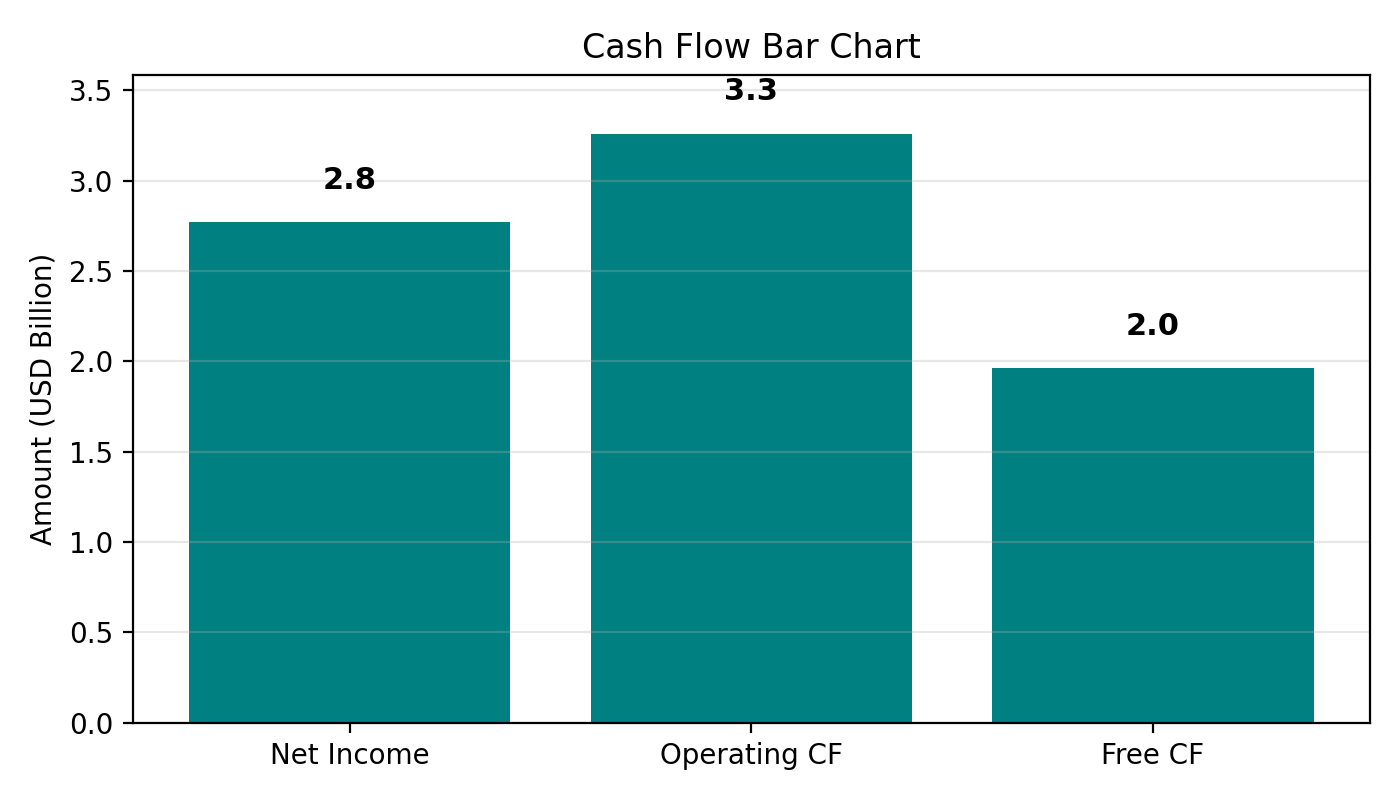 Cash Flow Bar Chart
Amount (USD Billion)
3.5
3.0
2.5
2.0
1.5
1.0
0.5
0.0
2.8
3.3
2.0
Net Income
Operating CF
Free CF